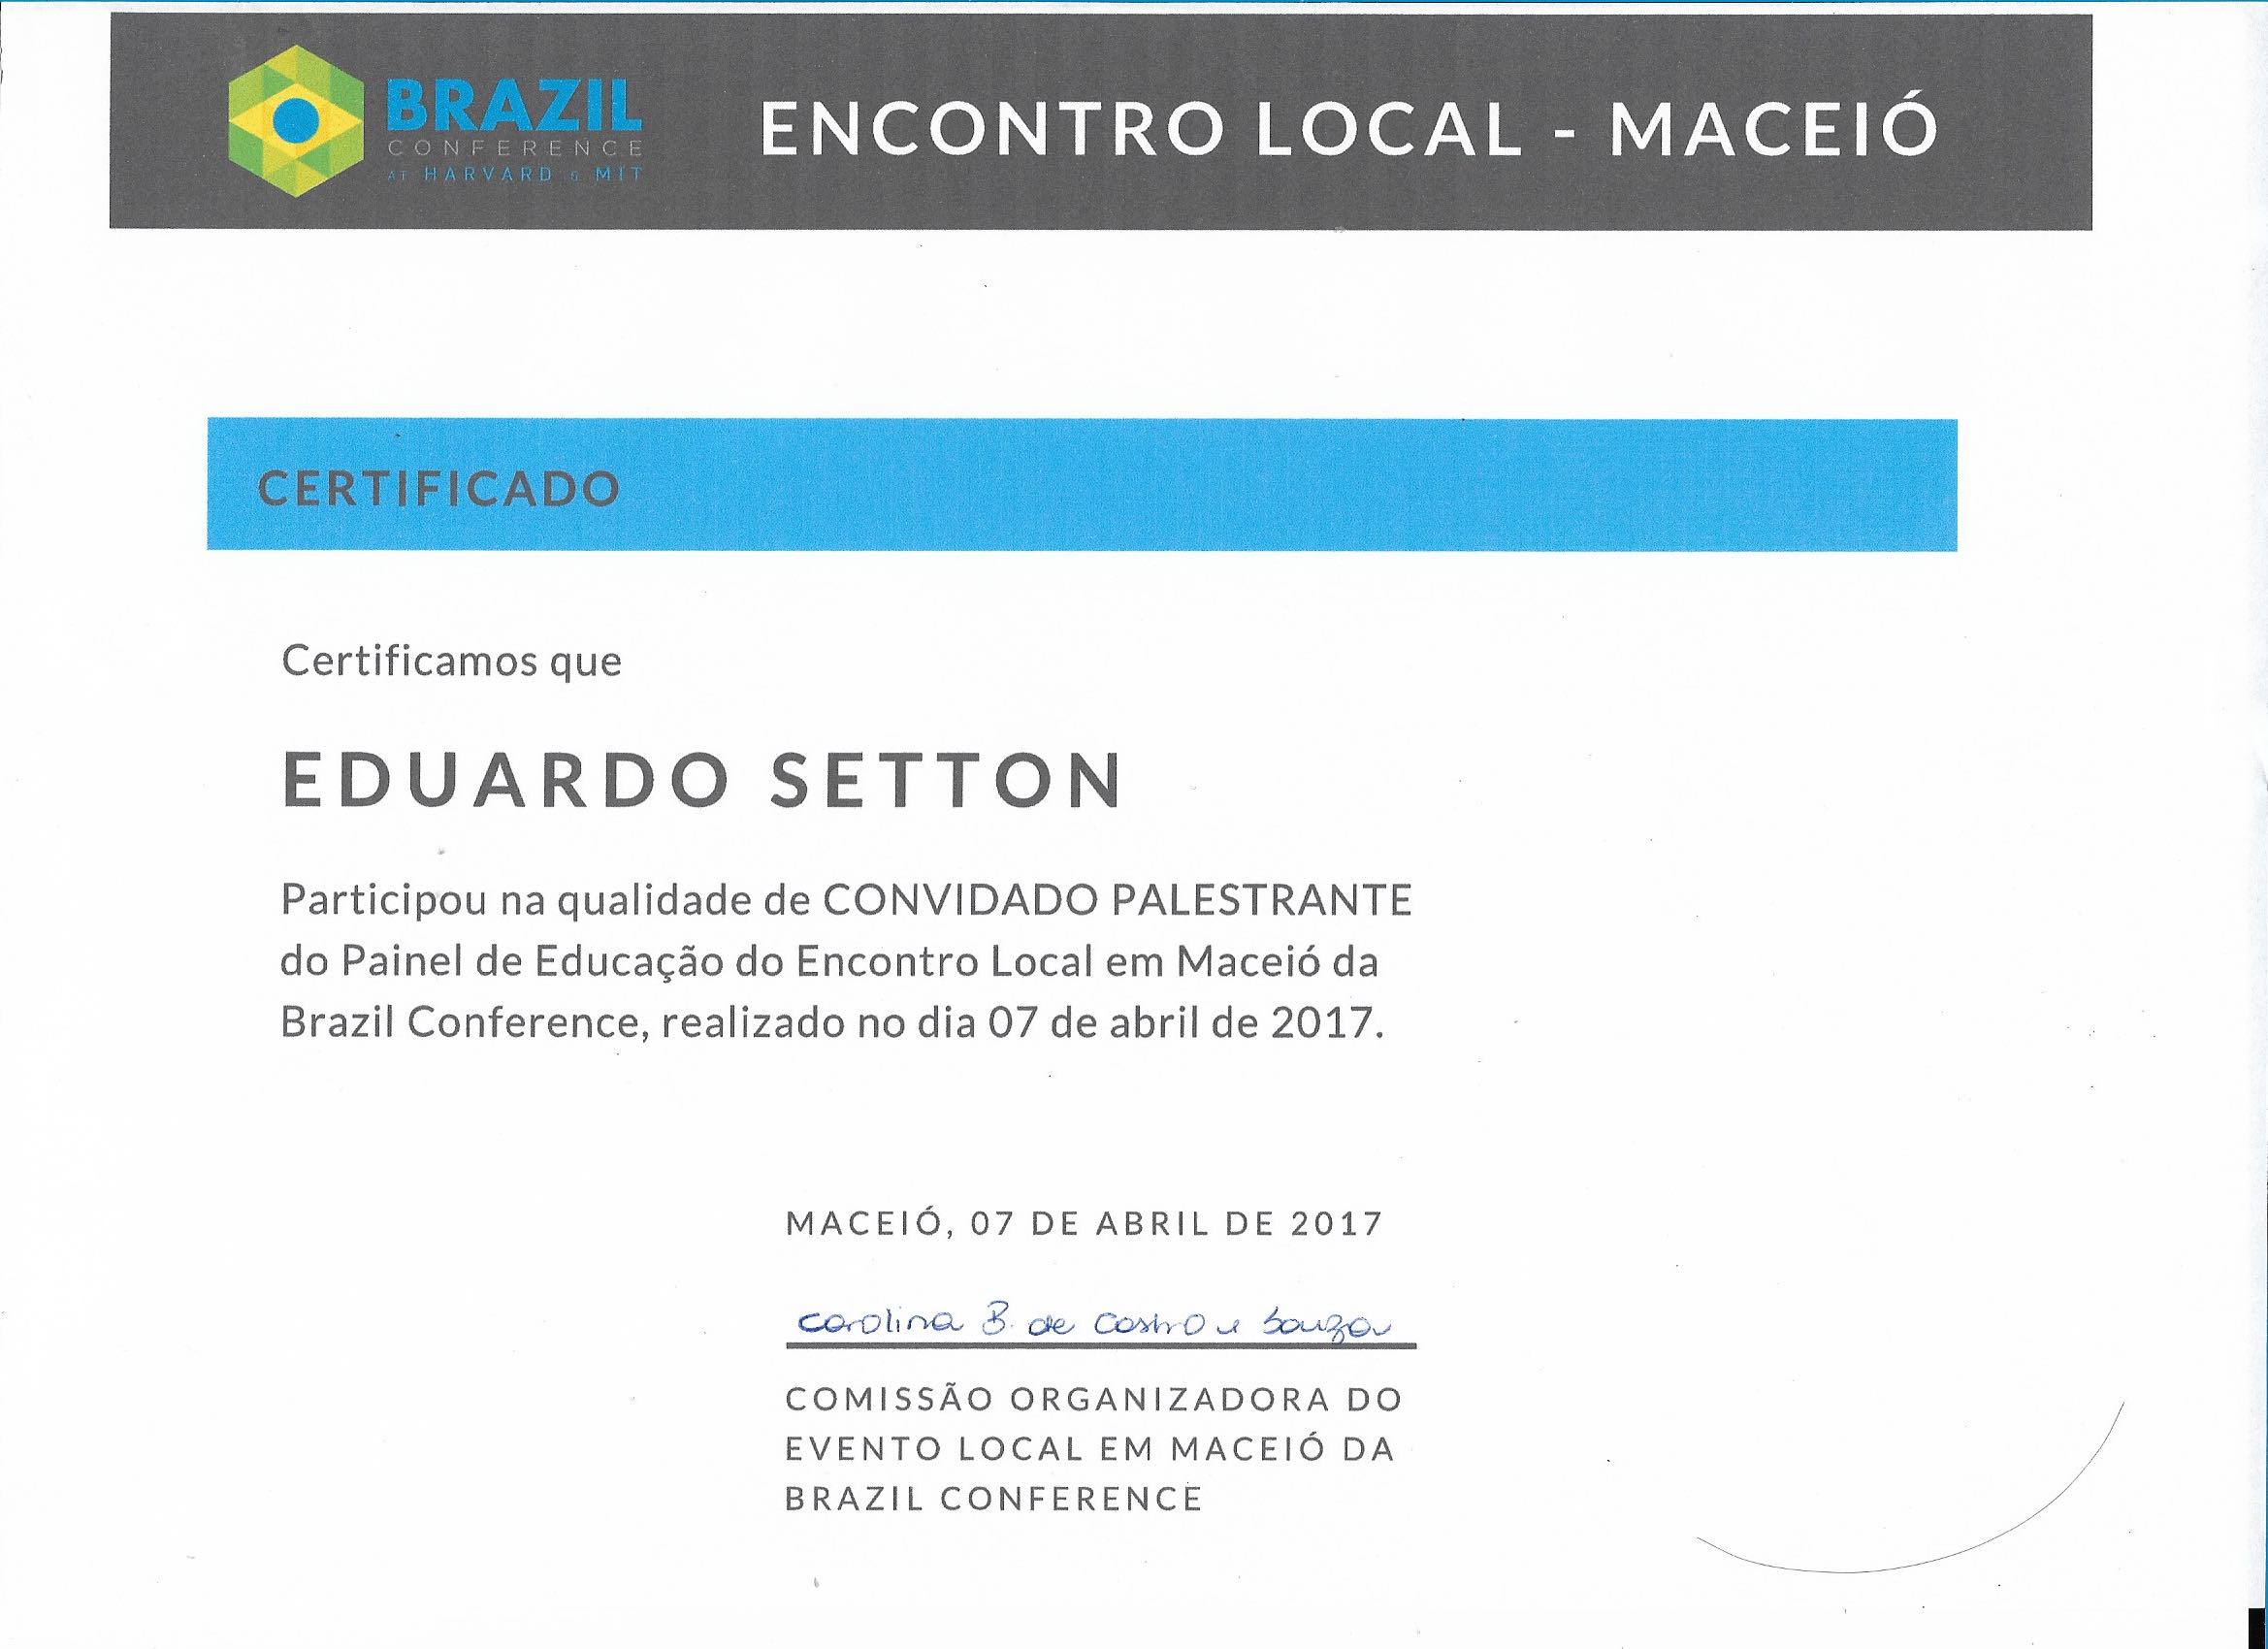 BRAZIL
CONFERENCE
AT HARVARD & MIT
ENCONTRO LOCAL - MACEIÓ
CERTIFICADO
Certificamos que
EDUARDO SETTON
Participou na qualidade de CONVIDADO PALESTRANTE
do Painel de Educação do Encontro Local em Maceió da
Brazil Conference, realizado no dia 07 de abril de 2017.
MACEIÓ, 07 DE ABRIL DE 2017
Carolina B. de Castro e Souza
COMISSÃO ORGANIZADORA DO
EVENTO LOCAL EM MACEIÓ DA
BRAZIL CONFERENCE